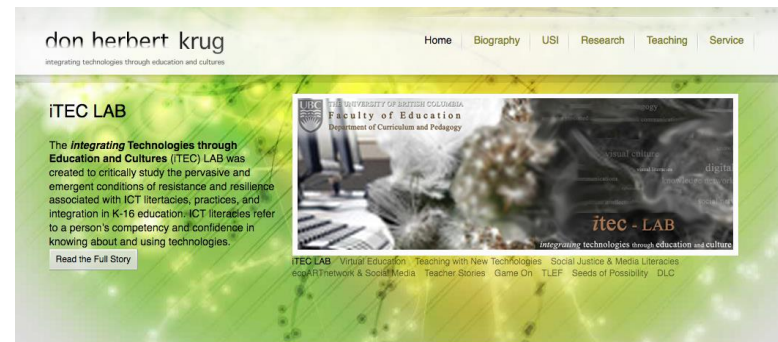 don herbert krug
integrating technologies through education and cultures
Home Biography USI Research Teaching Service
iTEC LAB
The integrating Technologies through
Education and Cultures (iTEC) LAB was
created to critically study the pervasive and
emergent conditions of resistance and resilience
associated with ICT litertacies, practices, and
integration in K-16 education. ICT literacies refer
to a person's competency and confidence in
knowing about and using technologies.
Read the Full Story
UBC
THE UNIVERSITY OF BRITISH COLUMBIA
Faculty of Education
Department of Curriculum and Pedagogy
visual culture
digital
itec - LAB
integrating technologies through education and culture
iTEC LAB Virtual Education Teaching with New Technologies Social Justice & Media Literacies
ecoARTnetwork & Social Media Teacher Stories Game On TLEF Seeds of Possibility DLC